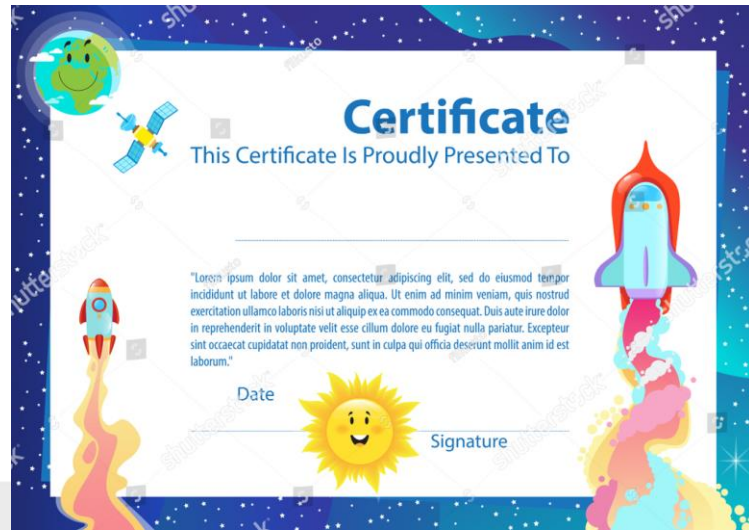 Certificate
This Certificate Is Proudly Presented To
"Lorem ipsum dolor sit amet, consectetur adipiscing elit, sed do eiusmod tempor
incididunt ut labore et dolore magna aliqua. Ut enim ad minim veniam, quis nostrud
exercitation ullamco laboris nisi ut aliquip ex ea commodo consequat. Duis aute irure dolor
in reprehenderit in voluptate velit esse cillum dolore eu fugiat nulla pariatur. Excepteur
sint occaecat cupidatat non proident, sunt in culpa qui officia deserunt mollit anim id est
laborum."
Date
Signature
shutterstock